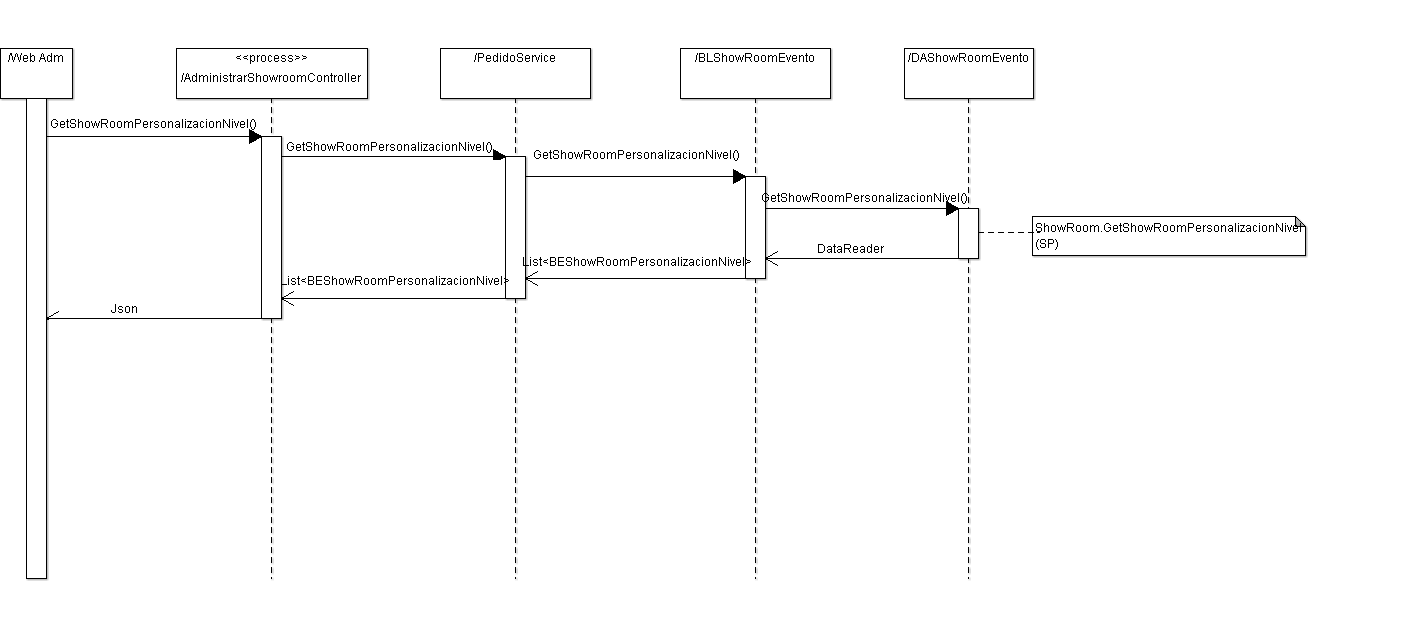 /Web Adm
<<process>>
/AdministrarShowroomController
/PedidoService
/BLShowRoomEvento
/DAShowRoomEvento
GetShowRoomPersonalizacionNivel()
GetShowRoomPersonalizacionNivel()
GetShowRoomPersonalizacionNivel()
GetShowRoomPersonalizacionNivel()
ShowRoom.GetShowRoomPersonalizacionNivel
(SP)
DataReader
List<BEShowRoomPersonalizacionNivel>
List<BEShowRoomPersonalizacionNivel>
Json